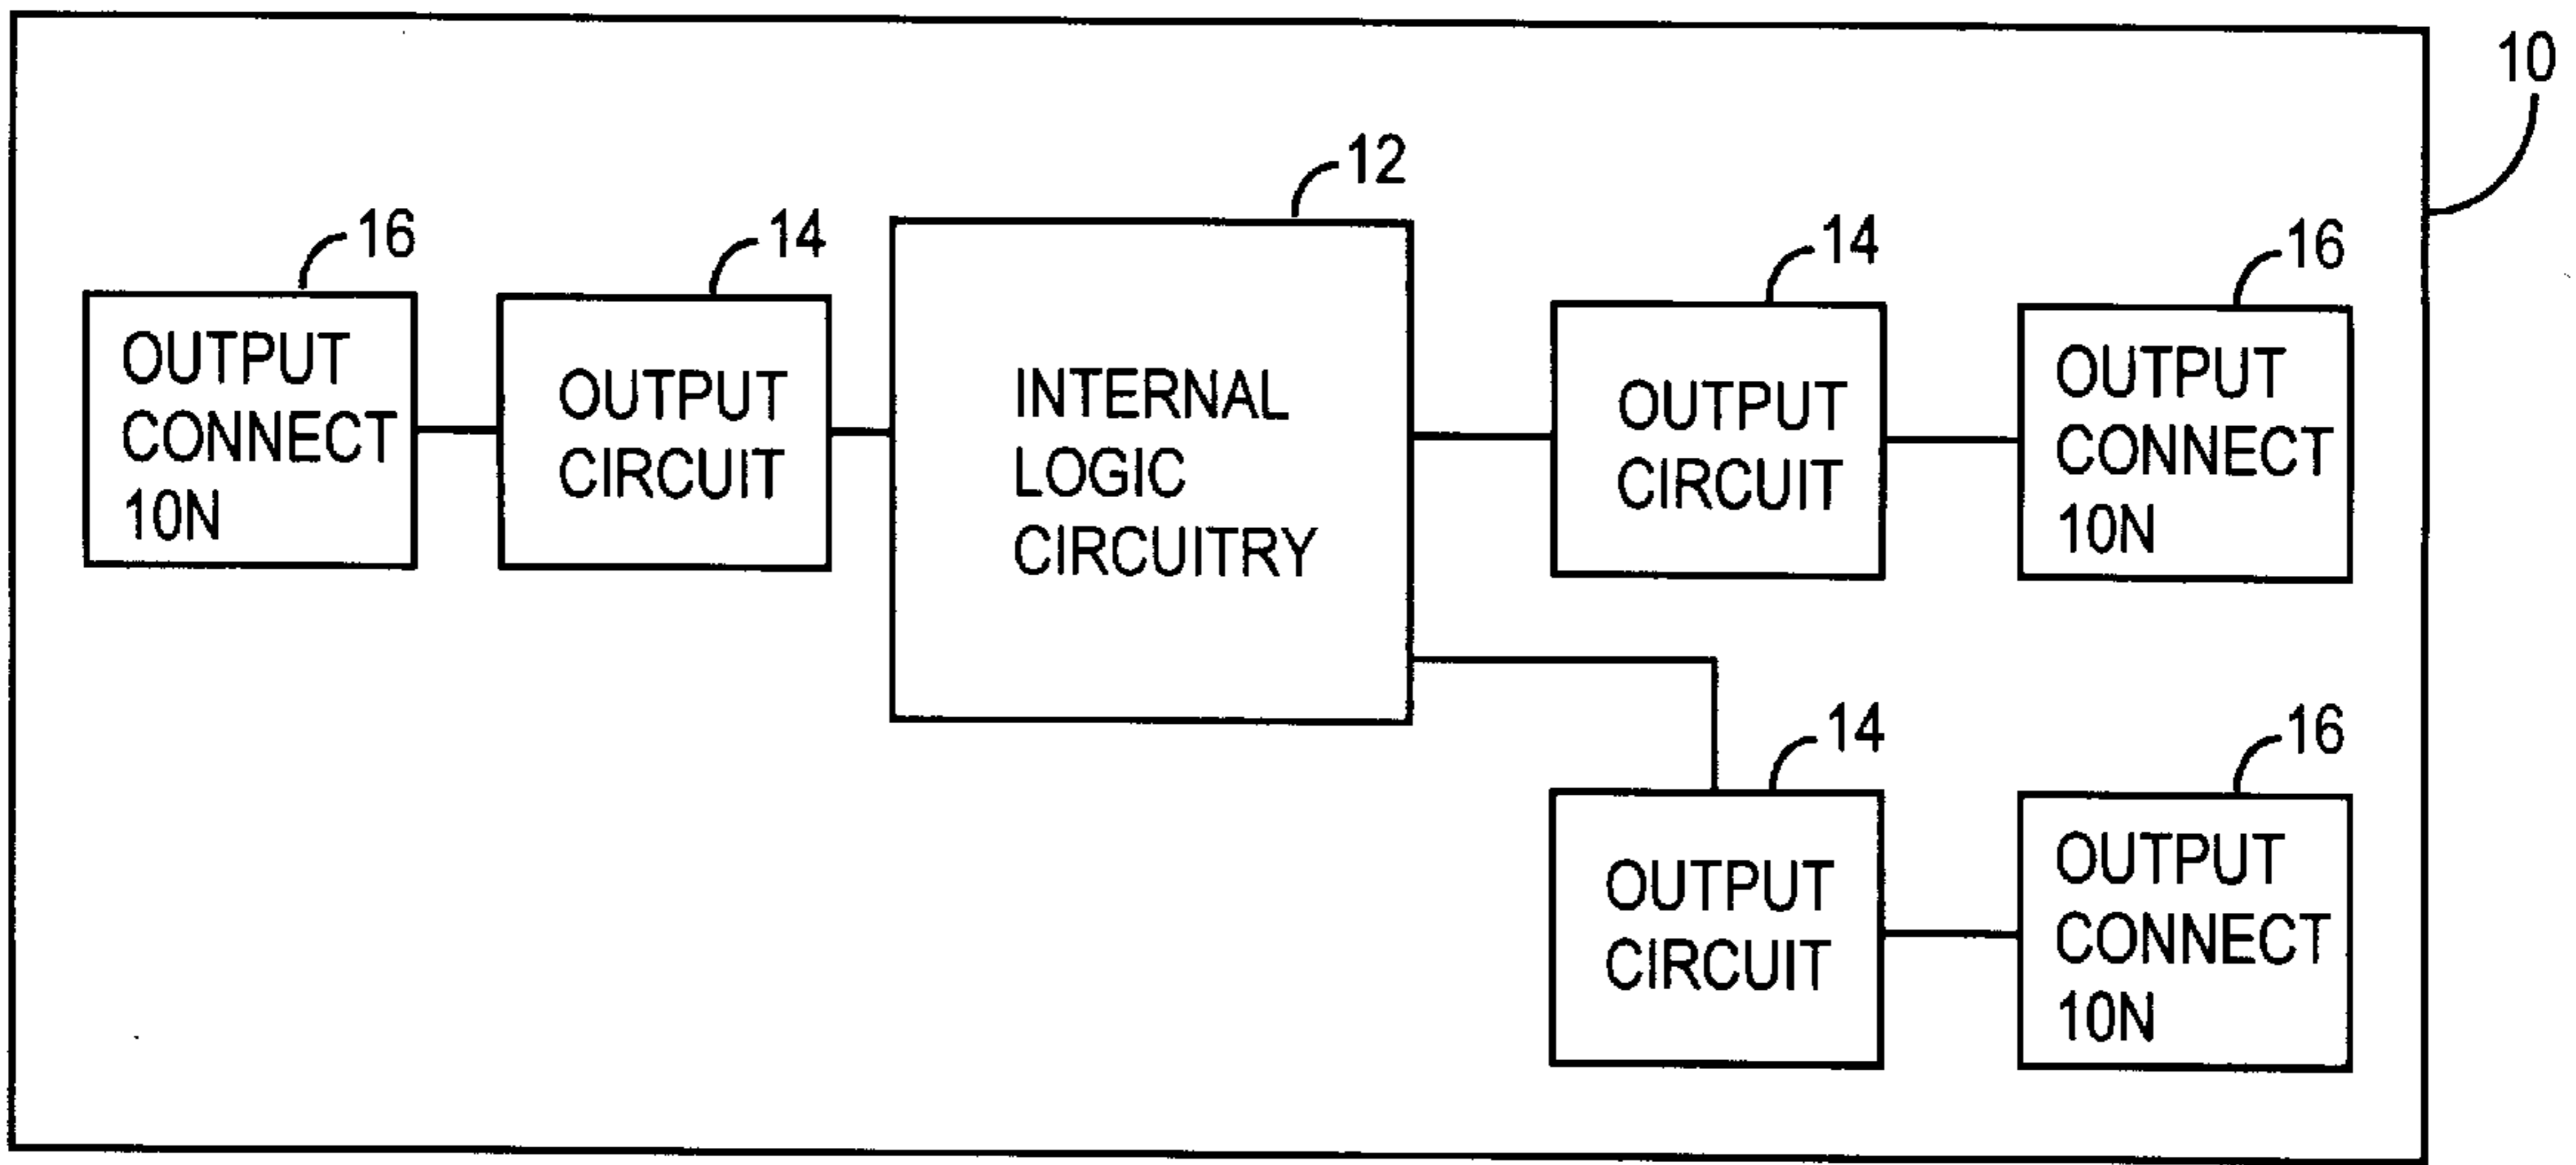 10
12
16
14
14
16
OUTPUT
CONNECT
10N
OUTPUT
CIRCUIT
INTERNAL
LOGIC
CIRCUITRY
OUTPUT
CIRCUIT
OUTPUT
CONNECT
10N
14
16
OUTPUT
CIRCUIT
OUTPUT
CONNECT
10N